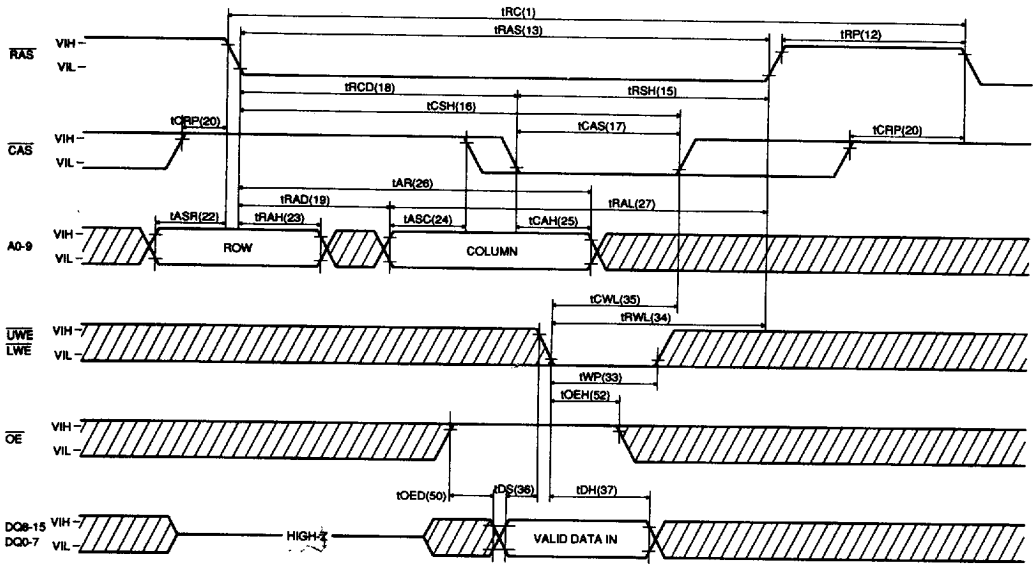 tRC(1)
tRAS(13)
tRP(12)
RAS
VIH
VIL
tRCD(18)
tRSH(15)
tCSH(16)
tCRP(20)
tCAS(17)
tCRP(20)
CAS
VIH
VIL
tAR(26)
tRAD(19)
tRAL(27)
tASR(22)
tRAH(23)
tASC(24)
tCAH(25)
A0-9
VIH
VIL
ROW
COLUMN
tCWL(35)
tRWL(34)
UWE
LWE
VIH
VIL
tWP(33)
tOEH(52)
OE
VIH
VIL
tOED(50)
tDS(36)
tDH(37)
DQ8-15
DQ0-7
VIH
VIL
HIGH-Z
VALID DATA IN